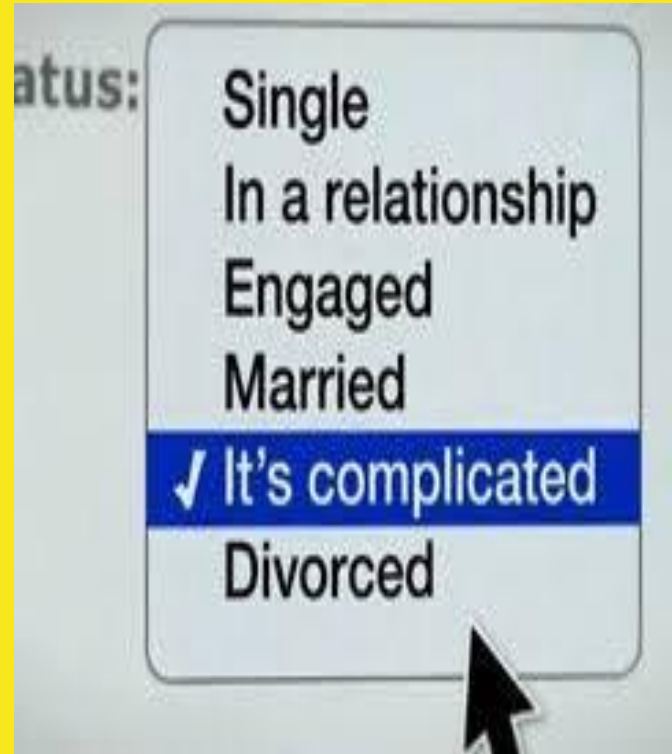 atus:
Single
In a relationship
Engaged
Married
✓ It's complicated
Divorced